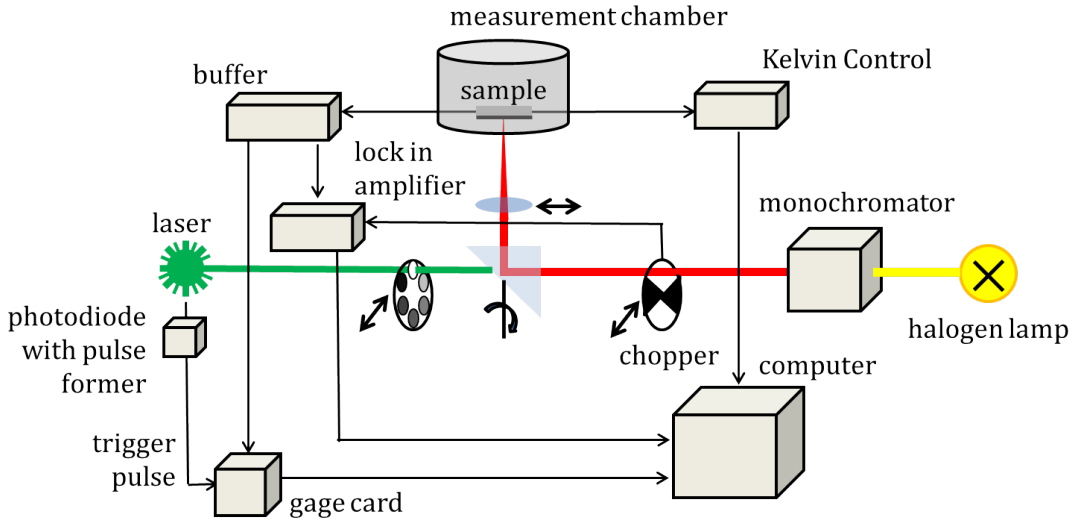 measurement chamber
buffer
Kelvin Control
sample
lock in
amplifier
monochromator
laser
photodiode
with pulse
former
halogen lamp
chopper
computer
trigger
pulse
gage card